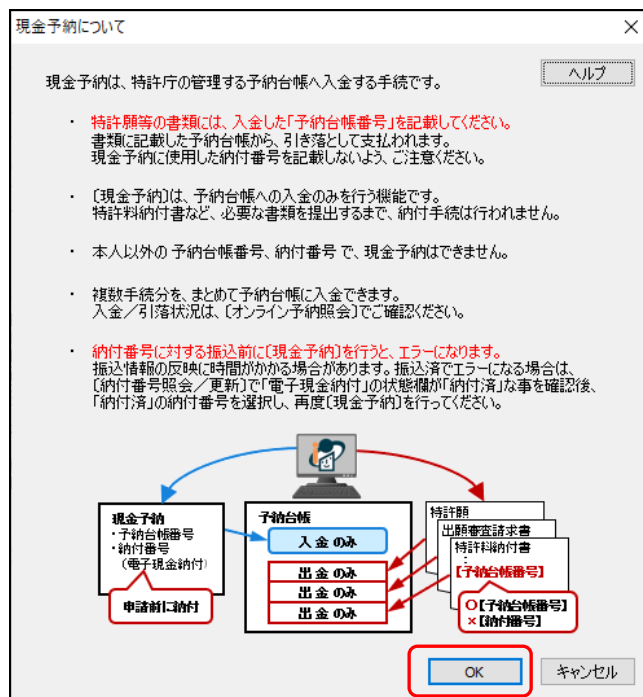 現金予納について
ヘルプ
現金予納は、特許庁の管理する予納台帳へ入金する手続です。
・ 特許願等の書類には、入金した「予納台帳番号」を記載してください。
書類に記載した予納台帳から、引き落として支払われます。
現金予納に使用した納付番号を記載しないよう、ご注意ください。
・ 〔現金予納〕は、予納台帳への入金のみを行う機能です。
特許料納付書など、必要な書類を提出するまで、納付手続は行われません。
・ 本人以外の 予納台帳番号、納付番号 で、現金予納はできません。
・ 複数手続分を、まとめて予納台帳に入金できます。
入金／引落状況は、〔オンライン予納照会〕でご確認ください。
・ 納付番号に対する振込前に〔現金予納〕を行うと、エラーになります。
振込情報の反映に時間がかかる場合があります。振込済でエラーになる場合は、
〔納付番号照会／更新〕で「電子現金納付」の状態欄が「納付済」な事を確認後、
「納付済」の納付番号を選択し、再度〔現金予納〕を行ってください。
現金予納
・予納台帳番号
・納付番号
（電子現金納付）
申請前に納付
予納台帳
入金のみ
出金のみ
出金のみ
出金のみ
特許願
出願審査請求書
特許料納付書
：
【予納台帳番号】
○【予納台帳番号】
×【納付番号】
OK
キャンセル